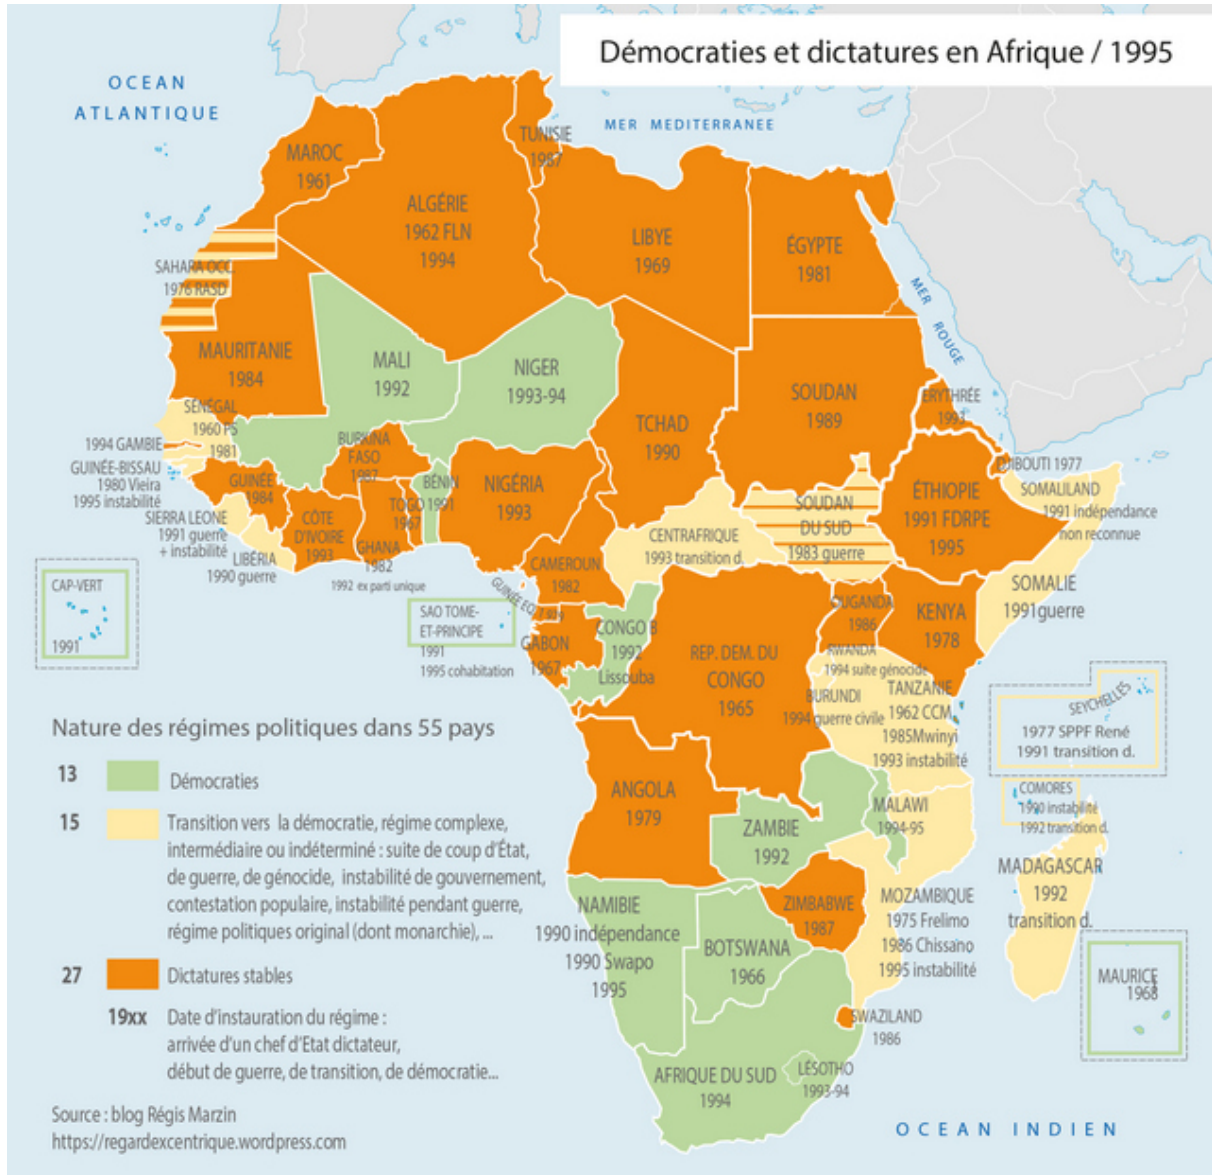 Démocraties et dictatures en Afrique / 1995
OCEAN
ATLANTIQUE
MER MEDITERRANEE
MAROC
1961
TUNISIE
1987
ALGÉRIE
1962 FLN
1994
LIBYE
1969
ÉGYPTE
1981
MER ROUGE
SAHARA OCC.
1976 RASD
MAURITANIE
1984
MALI
1992
NIGER
1993-94
TCHAD
1990
SOUDAN
1989
ERYTHRÉE
1993
SÉNÉGAL
1960 PS
1981
1994 GAMBIE
GUINÉE-BISSAU
1980 Vieira
1995 instabilité
GUINÉE
1984
SIERRA LEONE
1991 guerre
+ instabilité
LIBÉRIA
1990 guerre
CÔTE
D'IVOIRE
1993
BURKINA
FASO
1987
GHANA
1982
1992 ex parti unique
TOGO
1967
BÉNIN
1991
NIGÉRIA
1993
CAMEROUN
1982
CENTRAFRIQUE
1993 transition d.
SOUDAN
DU SUD
1983 guerre
ÉTHIOPIE
1991 FDRPE
1995
DJIBOUTI 1977
SOMALILAND
1991 indépendance
non reconnue
SOMALIE
1991guerre
CAP-VERT
1991
SAO TOME-
ET-PRINCIPE
1991
1995 cohabitation
GUINÉE EQ. 1979
GABON
1967
CONGO B
1992
Lissouba
REP. DEM. DU
CONGO
1965
OUGANDA
1986
KENYA
1978
RWANDA
1994 suite génocide
BURUNDI
1994 guerre civile
TANZANIE
1962 CCM
1985Mwinyi
1993 instabilité
SEYCHELLES
1977 SPPF René
1991 transition d.
COMORES
1990 instabilité
1992 transition d.
ANGOLA
1979
ZAMBIE
1992
MALAWI
1994-95
MADAGASCAR
1992
transition d.
MOZAMBIQUE
1975 Frelimo
1986 Chissano
1995 instabilité
ZIMBABWE
1987
NAMIBIE
1990 indépendance
1990 Swapo
1995
BOTSWANA
1966
MAURICE
1968
SWAZILAND
1986
LÉSOTHO
1993-94
AFRIQUE DU SUD
1994
OCEAN INDIEN
Nature des régimes politiques dans 55 pays
13 Démocraties
15 Transition vers la démocratie, régime complexe,
intermédiaire ou indéterminé : suite de coup d'État,
de guerre, de génocide, instabilité de gouvernement,
contestation populaire, instabilité pendant guerre,
régime politiques original (dont monarchie), ...
27 Dictatures stables
19xx Date d'instauration du régime :
arrivée d'un chef d'Etat dictateur,
début de guerre, de transition, de démocratie...
Source : blog Régis Marzin
https://regardexcentrique.wordpress.com